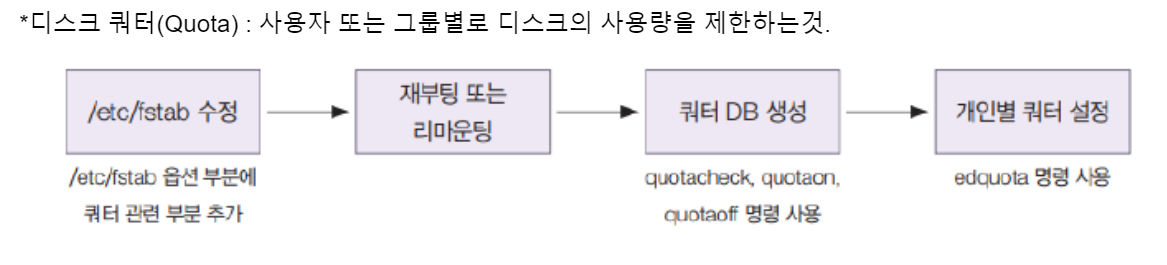 *디스크 쿼터(Quota) : 사용자 또는 그룹별로 디스크의 사용량을 제한하는것.
/etc/fstab 수정
/etc/fstab 옵션 부분에
쿼터 관련 부분 추가
재부팅 또는
리마운팅
쿼터 DB 생성
quotacheck, quotaon,
quotaoff 명령 사용
개인별 쿼터 설정
edquota 명령 사용